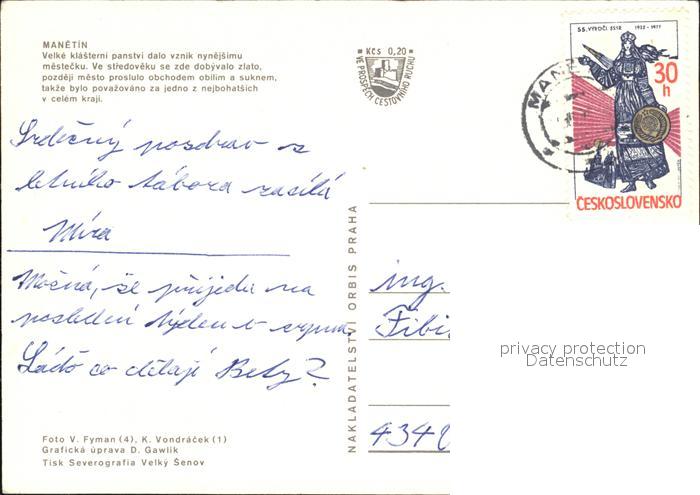 MANĚTÍN
Velké klášterní panství dalo vznik nynějšímu
městečku. Ve středověku se zde dobývalo zlato,
později město proslulo obchodem obilím a suknem,
takže bylo považováno za jedno z nejbohatších
v celém kraji.
Kčs 0,20
VE PROSPĚCH CESTOVNÍHO RUCHU
55. VÝROČÍ SSSR 1922-1977
30 h
ČESKOSLOVENSKO
MANĚ
Srdečný pozdrav z
letního tábora zasílá
Míra
Možná, že přijedu na
poslední týden v srpnu,
Láďo co dělají Bety?
NAKLADATELSTVÍ ORBIS PRAHA
ing.
Fibi
434
privacy protection
Datenschutz
Foto V. Fyman (4), K. Vondráček (1)
Grafická úprava D. Gawlik
Tisk Severografia Velký Šenov